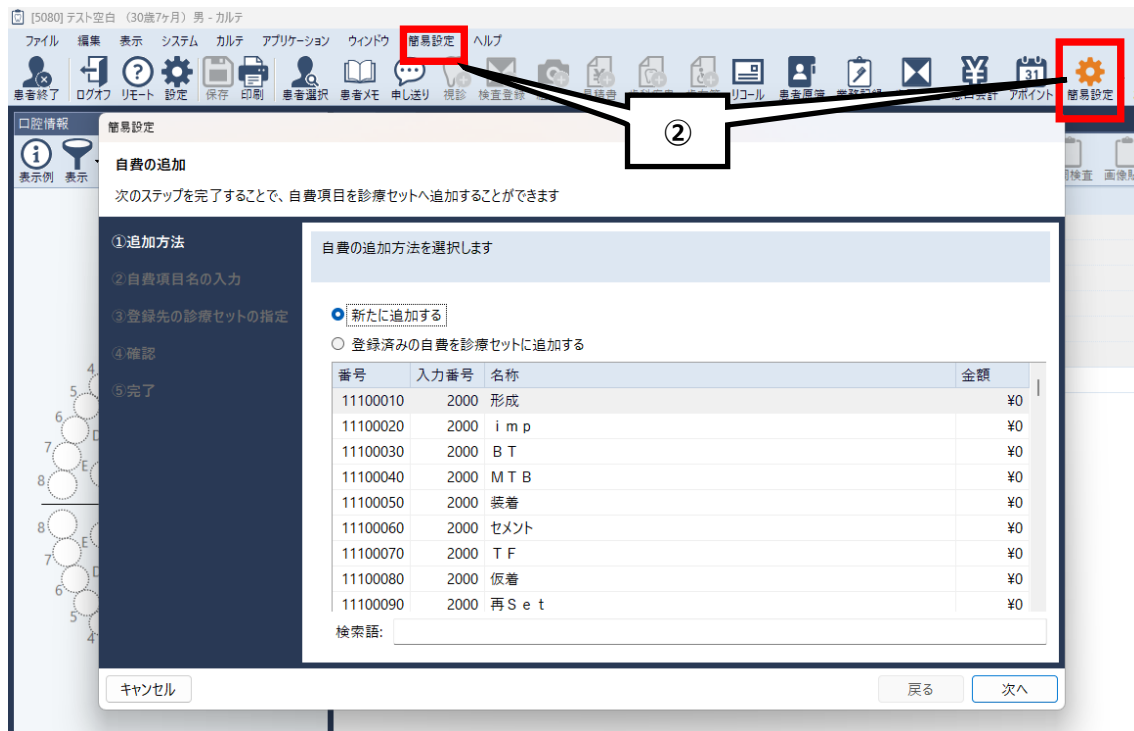 [5080] テスト空白 （30歳7ヶ月）男 - カルテ
ファイル 編集 表示 システム カルテ アプリケーション ウィンドウ 簡易設定 ヘルプ
患者終了 ログオフ リモート 設定 保存 印刷 患者選択 患者メモ 申し送り 視診 検査登録 リコール 患者原簿 アポイント 簡易設定
②
口腔情報
表示例 表示
簡易設定
自費の追加
次のステップを完了することで、自費項目を診療セットへ追加することができます
①追加方法
②自費項目名の入力
③登録先の診療セットの指定
④確認
⑤完了
自費の追加方法を選択します
新たに追加する
登録済みの自費を診療セットに追加する
番号 入力番号 名称 金額
11100010 2000 形成 ¥0
11100020 2000 ｉｍｐ ¥0
11100030 2000 ＢＴ ¥0
11100040 2000 ＭＴＢ ¥0
11100050 2000 装着 ¥0
11100060 2000 セメント ¥0
11100070 2000 ＴＦ ¥0
11100080 2000 仮着 ¥0
11100090 2000 再Ｓｅｔ ¥0
検索語:
キャンセル 戻る 次へ
4
5
6
7
8
8
7
6
5
4
D
E
E
D